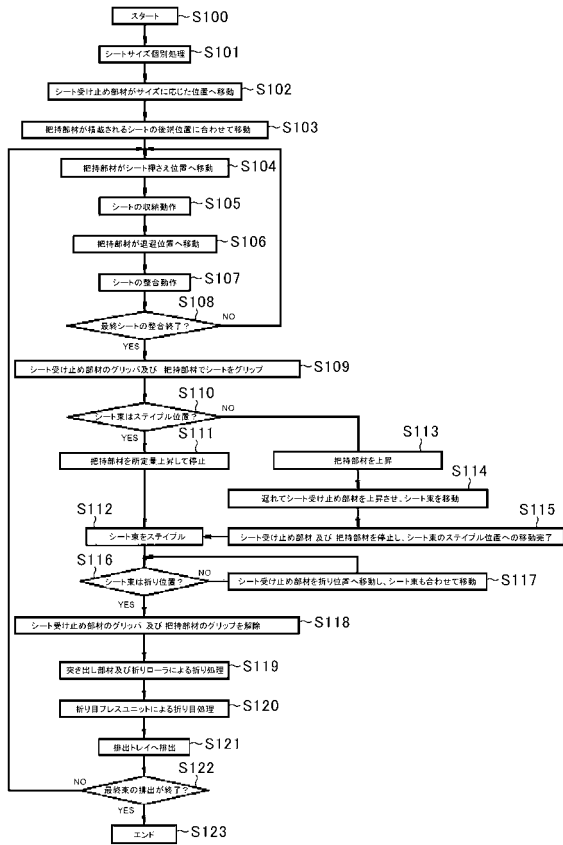 スタート
S100
シートサイズ個別処理
S101
シート受け止め部材がサイズに応じた位置へ移動
S102
把持部材が積載されるシートの後端位置に合わせて移動
S103
把持部材がシート押さえ位置へ移動
S104
シートの収納動作
S105
把持部材が退避位置へ移動
S106
シートの整合動作
S107
S108
最終シートの整合終了?
NO
YES
シート受け止め部材のグリッパ及び 把持部材でシートをグリップ
S109
S110
シート束はステイプル位置?
NO
YES
S111
把持部材を所定量上昇して停止
S113
把持部材を上昇
S114
遅れてシート受け止め部材を上昇させ、シート束を移動
S112
シート束をステイプル
S115
シート受け止め部材 及び 把持部材を停止し、シート束のステイプル位置への移動完了
S116
シート束は折り位置?
NO
YES
シート受け止め部材を折り位置へ移動し、シート束も合わせて移動
S117
シート受け止め部材のグリッパ 及び把持部材のグリップを解除
S118
突き出し部材及び折りローラによる折り処理
S119
折り目プレスユニットによる折り目処理
S120
排出トレイへ排出
S121
S122
最終束の排出が終了?
NO
YES
エンド
S123